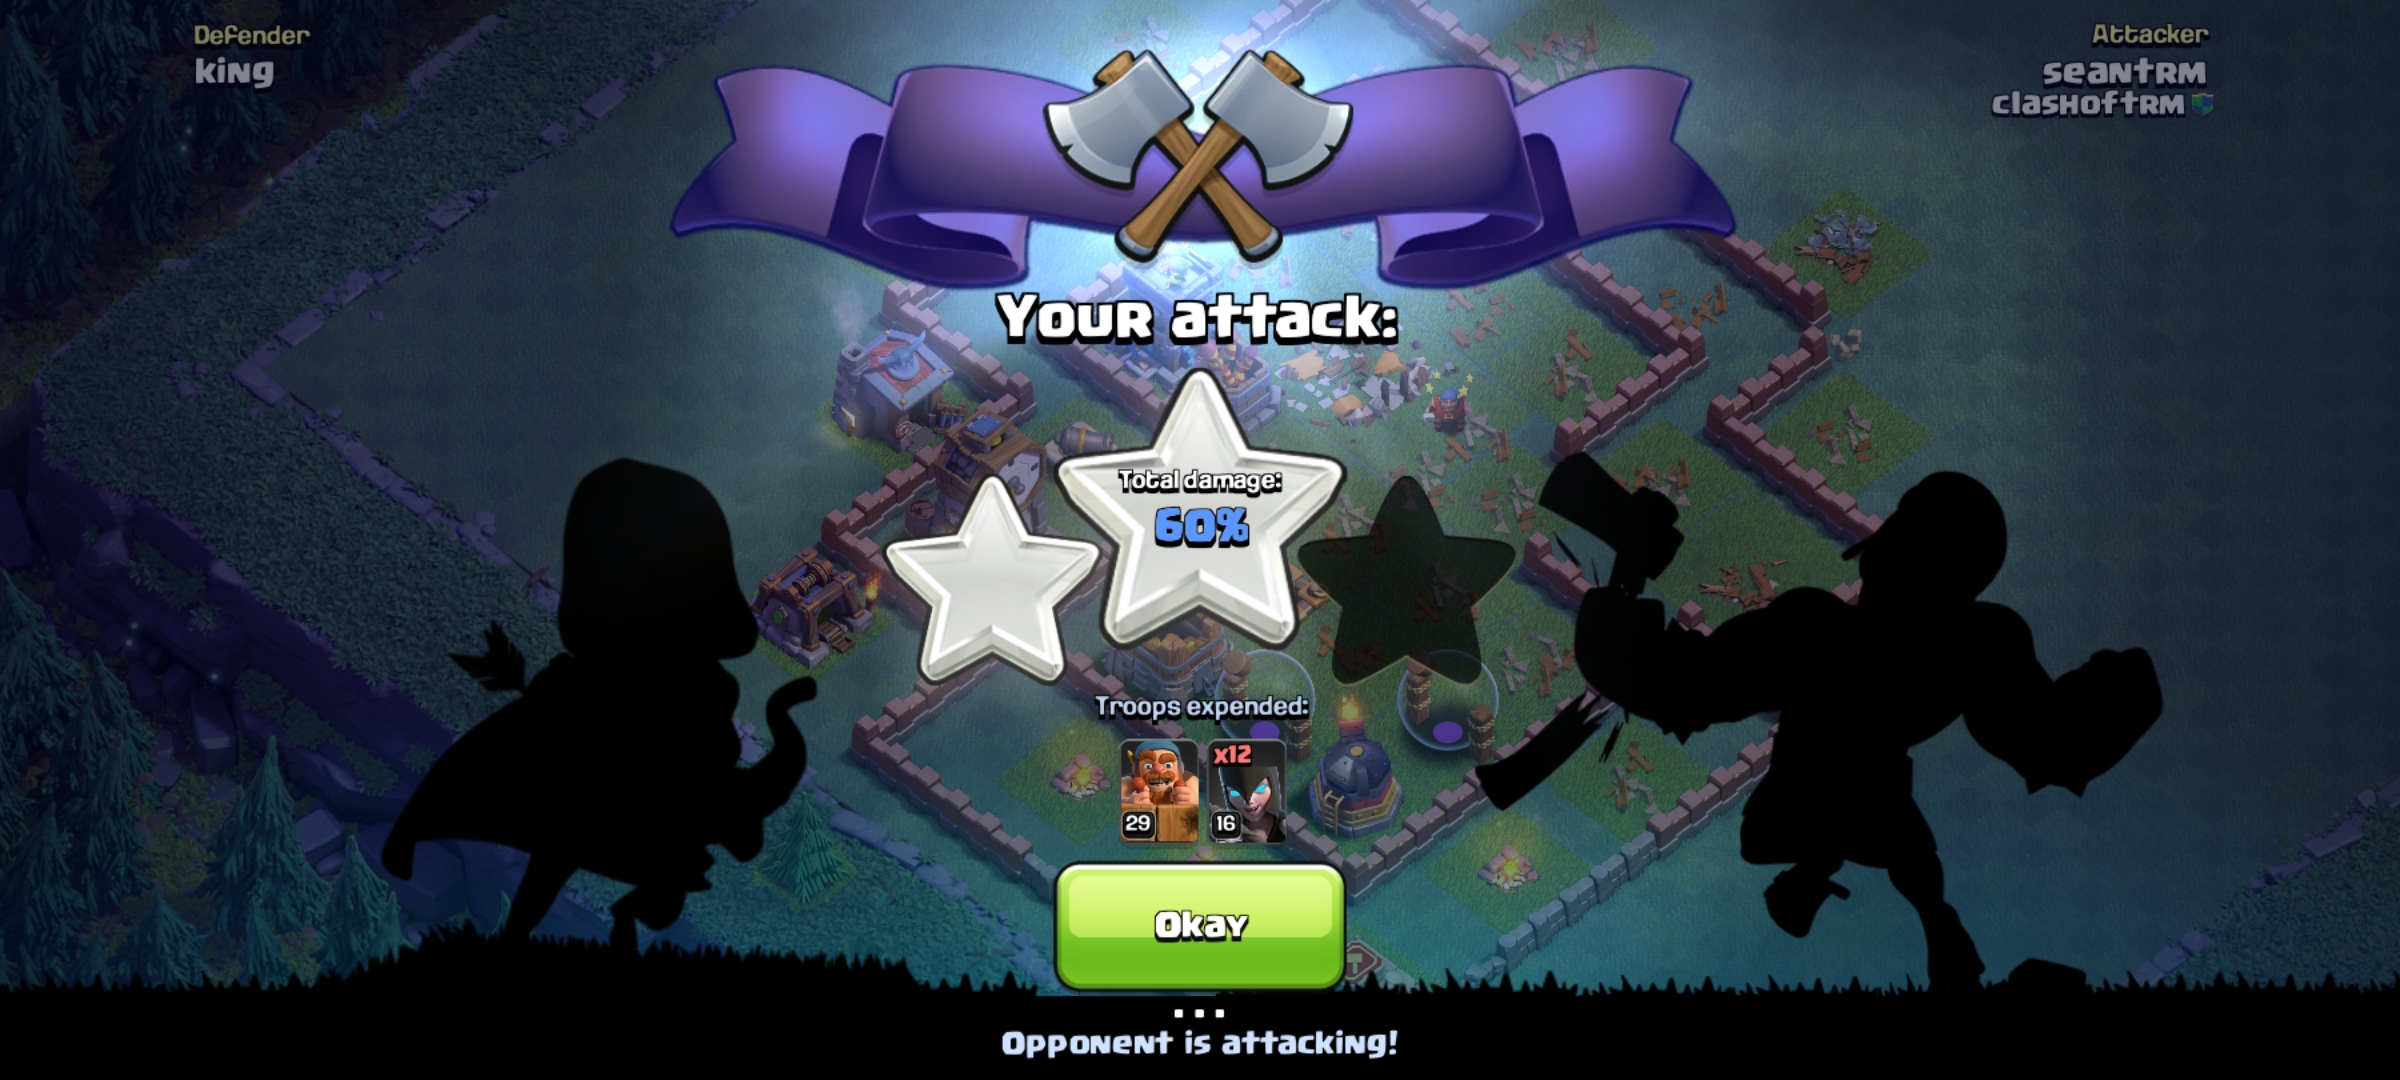 Defender
king
Attacker
seantRM
clashoftRM
Your attack:
Total damage:
60%
Troops expended:
x12
29
16
Okay
...
Opponent is attacking!